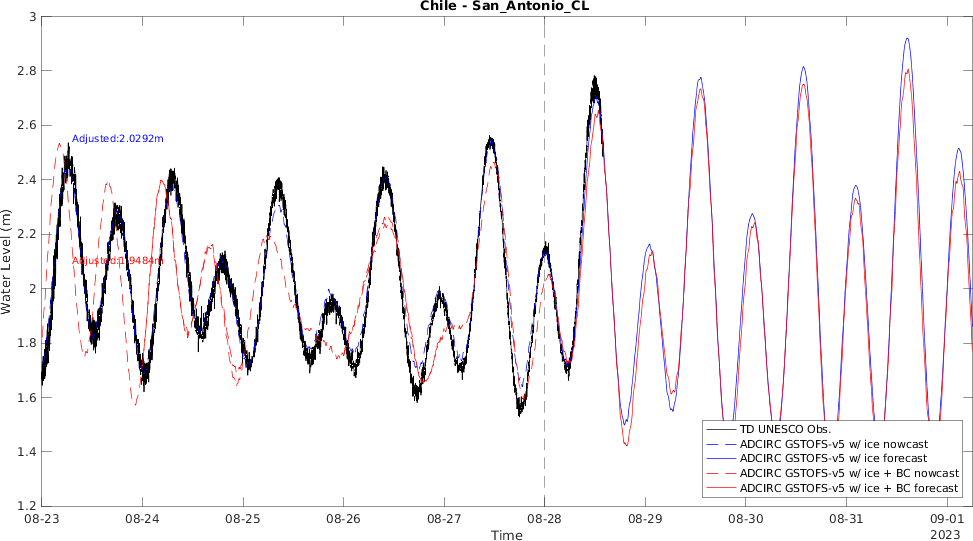 Chile - San_Antonio_CL
3
2.8
2.6
2.4
2.2
2
1.8
1.6
1.4
1.2
Water Level (m)
Adjusted:2.0292m
Adjusted:1.9484m
TD UNESCO Obs.
ADCIRC GSTOFS-v5 w/ ice nowcast
ADCIRC GSTOFS-v5 w/ ice forecast
ADCIRC GSTOFS-v5 w/ ice + BC nowcast
ADCIRC GSTOFS-v5 w/ ice + BC forecast
08-23 08-24 08-25 08-26 08-27 08-28 08-29 08-30 08-31 09-01
2023
Time